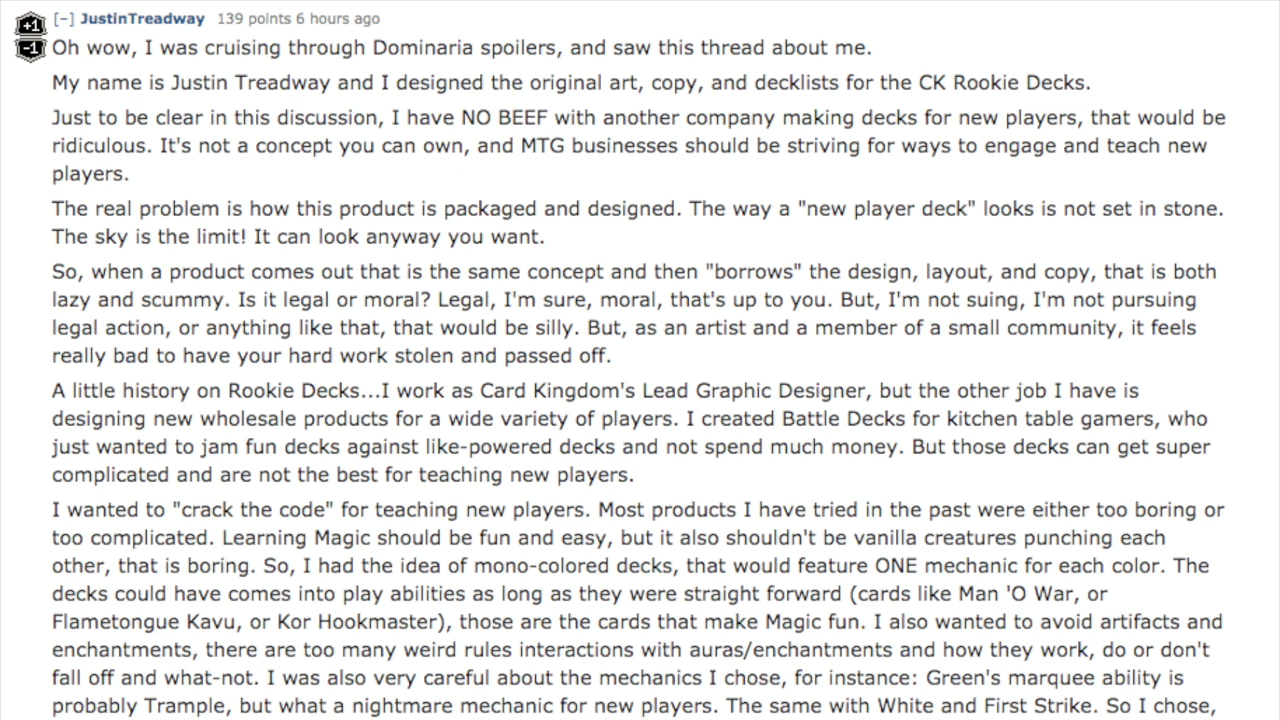 +1 [-] JustinTreadway 139 points 6 hours ago
-1 Oh wow, I was cruising through Dominaria spoilers, and saw this thread about me.
My name is Justin Treadway and I designed the original art, copy, and decklists for the CK Rookie Decks.
Just to be clear in this discussion, I have NO BEEF with another company making decks for new players, that would be
ridiculous. It's not a concept you can own, and MTG businesses should be striving for ways to engage and teach new
players.
The real problem is how this product is packaged and designed. The way a "new player deck" looks is not set in stone.
The sky is the limit! It can look anyway you want.
So, when a product comes out that is the same concept and then "borrows" the design, layout, and copy, that is both
lazy and scummy. Is it legal or moral? Legal, I'm sure, moral, that's up to you. But, I'm not suing, I'm not pursuing
legal action, or anything like that, that would be silly. But, as an artist and a member of a small community, it feels
really bad to have your hard work stolen and passed off.
A little history on Rookie Decks...I work as Card Kingdom's Lead Graphic Designer, but the other job I have is
designing new wholesale products for a wide variety of players. I created Battle Decks for kitchen table gamers, who
just wanted to jam fun decks against like-powered decks and not spend much money. But those decks can get super
complicated and are not the best for teaching new players.
I wanted to "crack the code" for teaching new players. Most products I have tried in the past were either too boring or
too complicated. Learning Magic should be fun and easy, but it also shouldn't be vanilla creatures punching each
other, that is boring. So, I had the idea of mono-colored decks, that would feature ONE mechanic for each color. The
decks could have comes into play abilities as long as they were straight forward (cards like Man 'O War, or
Flametongue Kavu, or Kor Hookmaster), those are the cards that make Magic fun. I also wanted to avoid artifacts and
enchantments, there are too many weird rules interactions with auras/enchantments and how they work, do or don't
fall off and what-not. I was also very careful about the mechanics I chose, for instance: Green's marquee ability is
probably Trample, but what a nightmare mechanic for new players. The same with White and First Strike. So I chose,